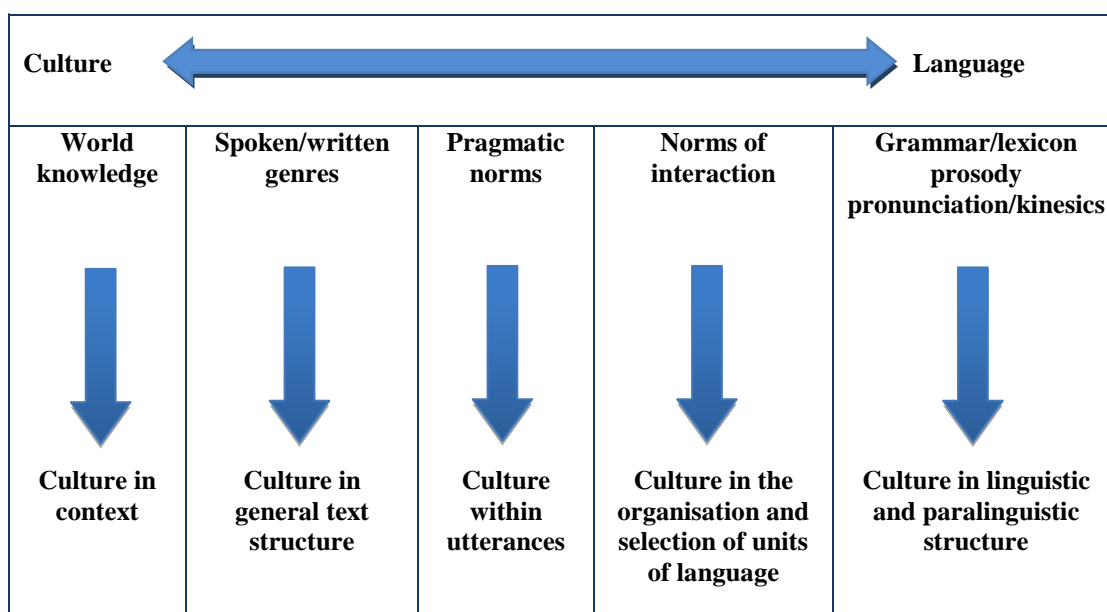 Culture
Language
World
knowledge
Spoken/written
genres
Pragmatic
norms
Norms of
interaction
Grammar/lexicon
prosody
pronunciation/kinesics
Culture in
context
Culture in
general text
structure
Culture
within
utterances
Culture in the
organisation and
selection of units
of language
Culture in linguistic
and paralinguistic
structure